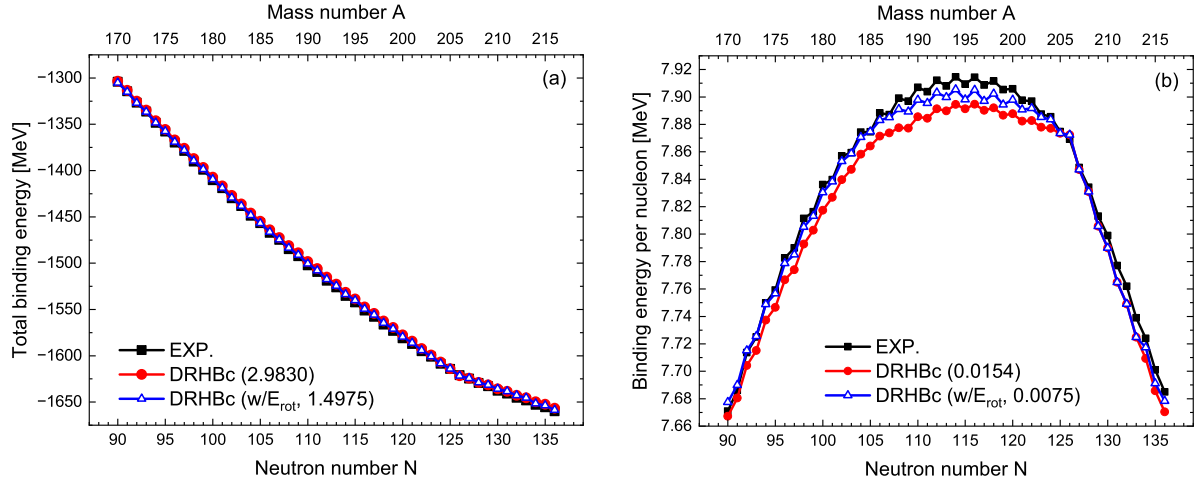 Mass number A
170 175 180 185 190 195 200 205 210 215
(a)
Total binding energy [MeV]
−1300
−1350
−1400
−1450
−1500
−1550
−1600
−1650
EXP.
DRHBc (2.9830)
DRHBc (w/E_rot, 1.4975)
90 95 100 105 110 115 120 125 130 135
Neutron number N
Mass number A
170 175 180 185 190 195 200 205 210 215
(b)
Binding energy per nucleon [MeV]
7.92
7.90
7.88
7.86
7.84
7.82
7.80
7.78
7.76
7.74
7.72
7.70
7.68
7.66
EXP.
DRHBc (0.0154)
DRHBc (w/E_rot, 0.0075)
90 95 100 105 110 115 120 125 130 135
Neutron number N